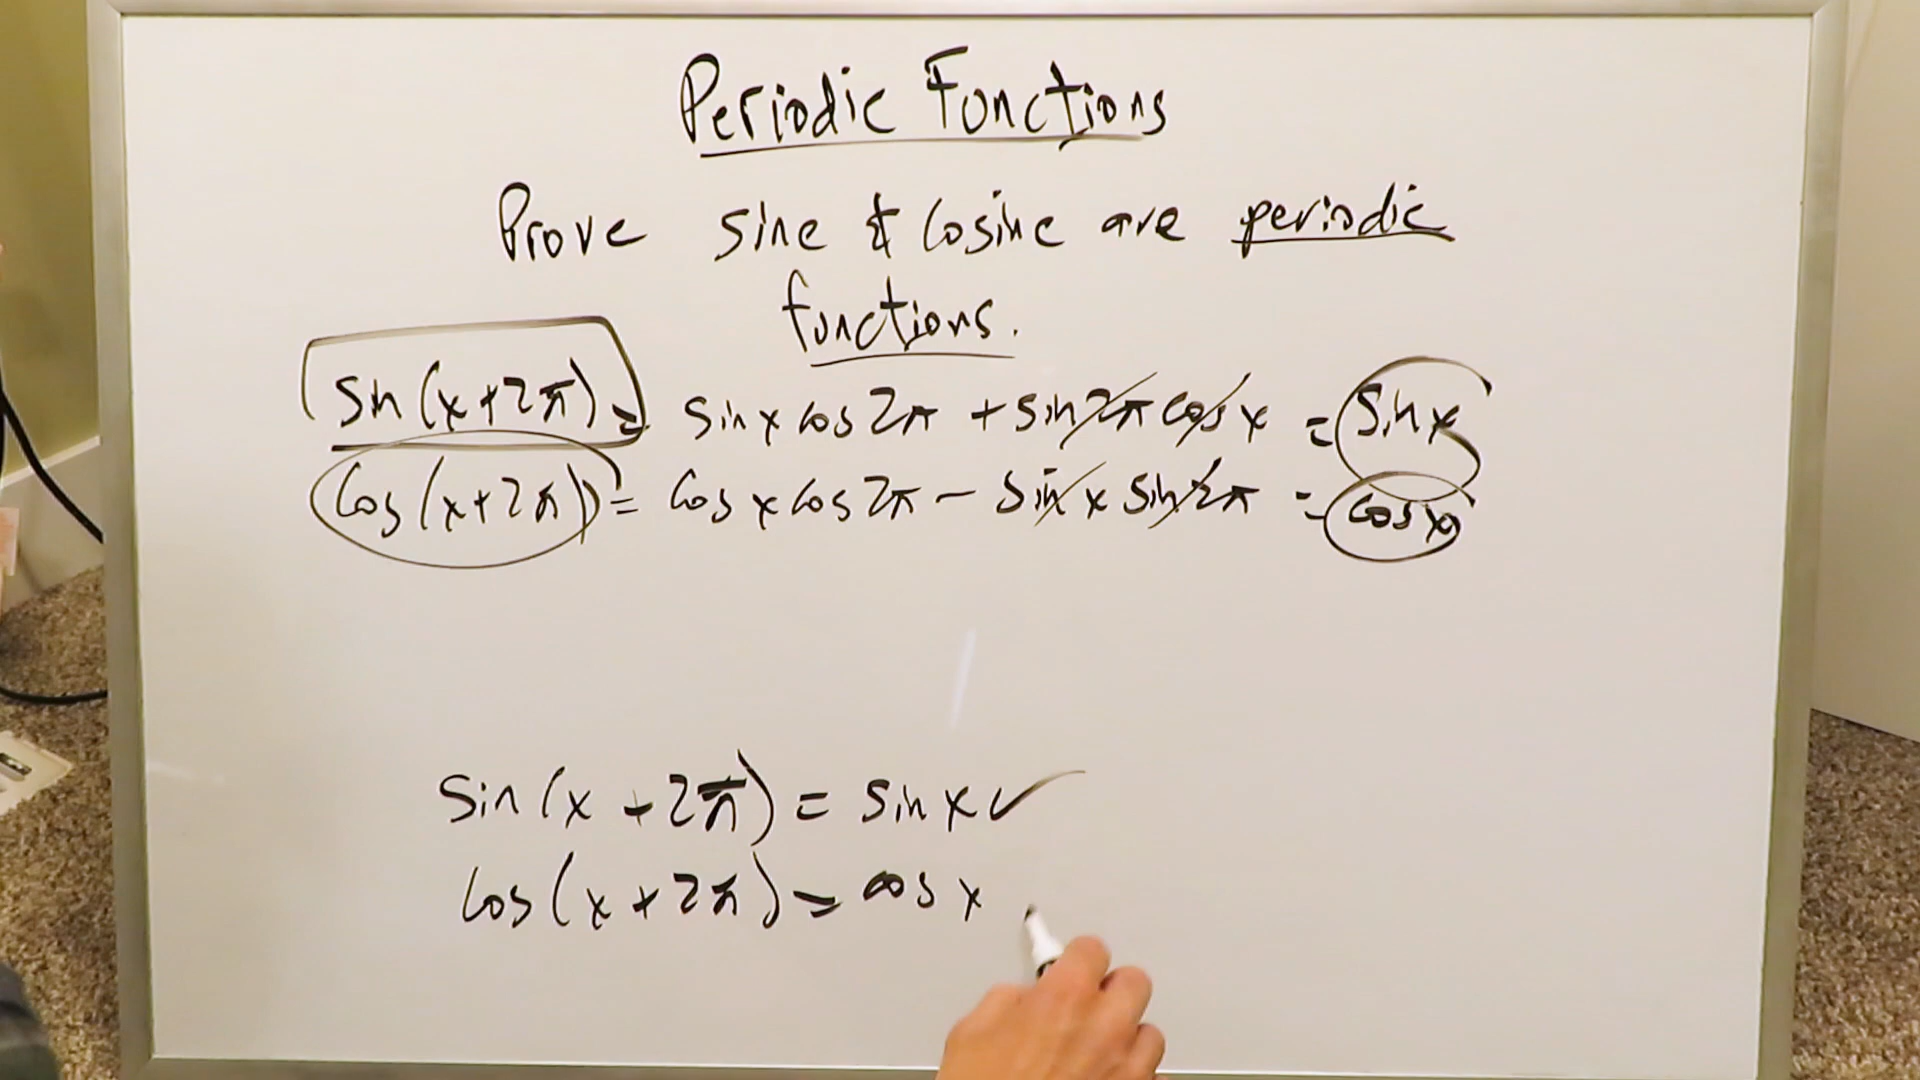 Periodic Functions
Prove sine & cosine are periodic
functions.
sin(x+2π) = sin x cos 2π + sin 2π cos x = sin x
cos(x+2π) = cos x cos 2π - sin x sin 2π = cos x
sin(x+2π) = sin x ✓
cos(x+2π) = cos x